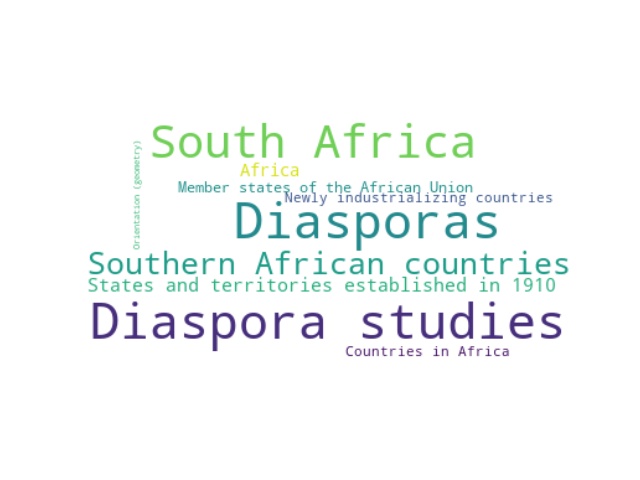 South Africa
Orientation (geometry)
Africa
Member states of the African Union
Newly industrializing countries
Diasporas
Southern African countries
States and territories established in 1910
Diaspora studies
Countries in Africa